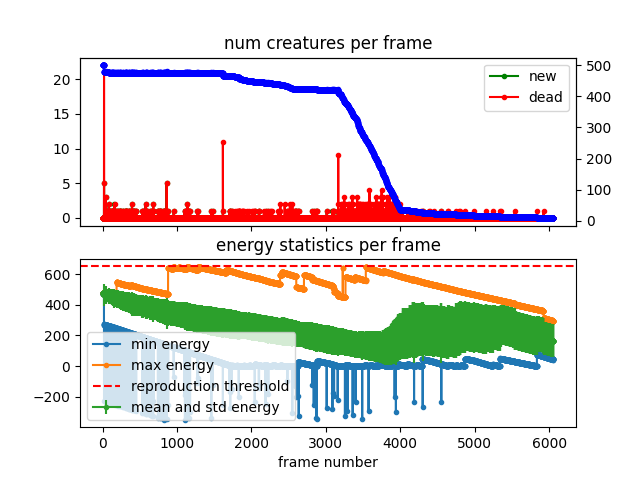 num creatures per frame
20
15
10
5
0
500
400
300
200
100
0
new
dead
energy statistics per frame
600
400
200
0
−200
min energy
max energy
reproduction threshold
mean and std energy
0 1000 2000 3000 4000 5000 6000
frame number